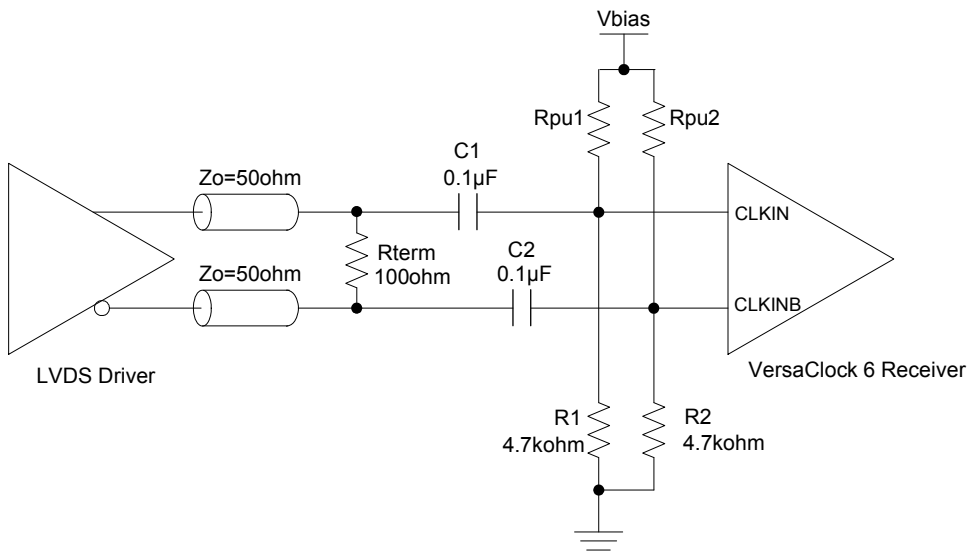 Vbias
Rpu1
Rpu2
C1
0.1µF
Zo=50ohm
CLKIN
Rterm
100ohm
C2
0.1µF
Zo=50ohm
CLKINB
LVDS Driver
VersaClock 6 Receiver
R1
4.7kohm
R2
4.7kohm